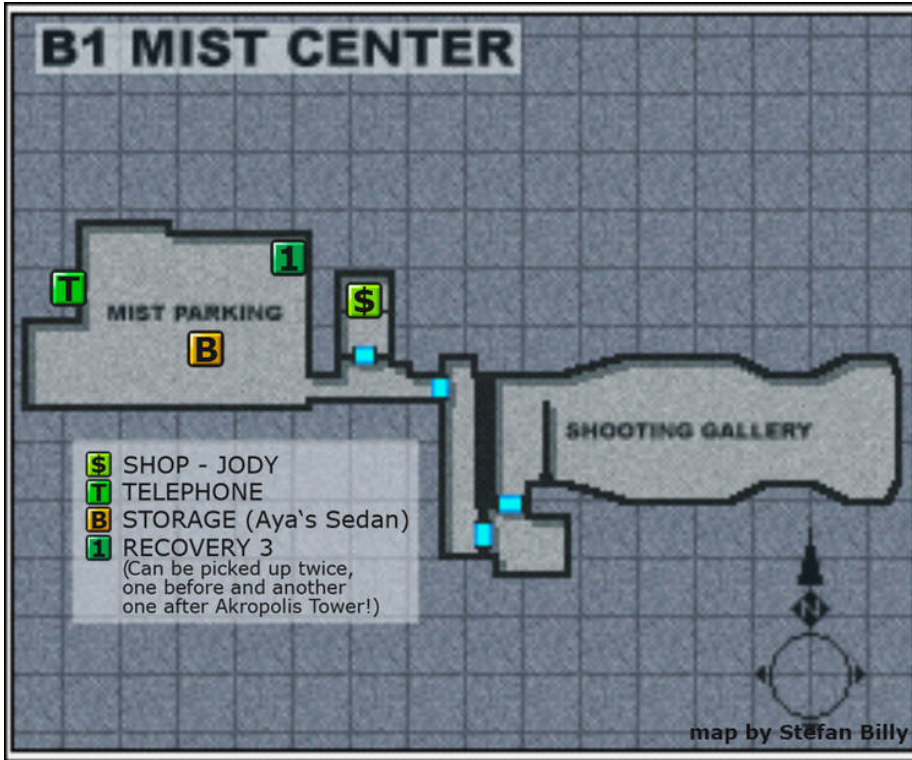 B1 MIST CENTER
1
T
$
MIST PARKING
B
SHOOTING GALLERY
$ SHOP - JODY
T TELEPHONE
B STORAGE (Aya's Sedan)
1 RECOVERY 3
(Can be picked up twice,
one before and another
one after Akropolis Tower!)
N
map by Stefan Billy